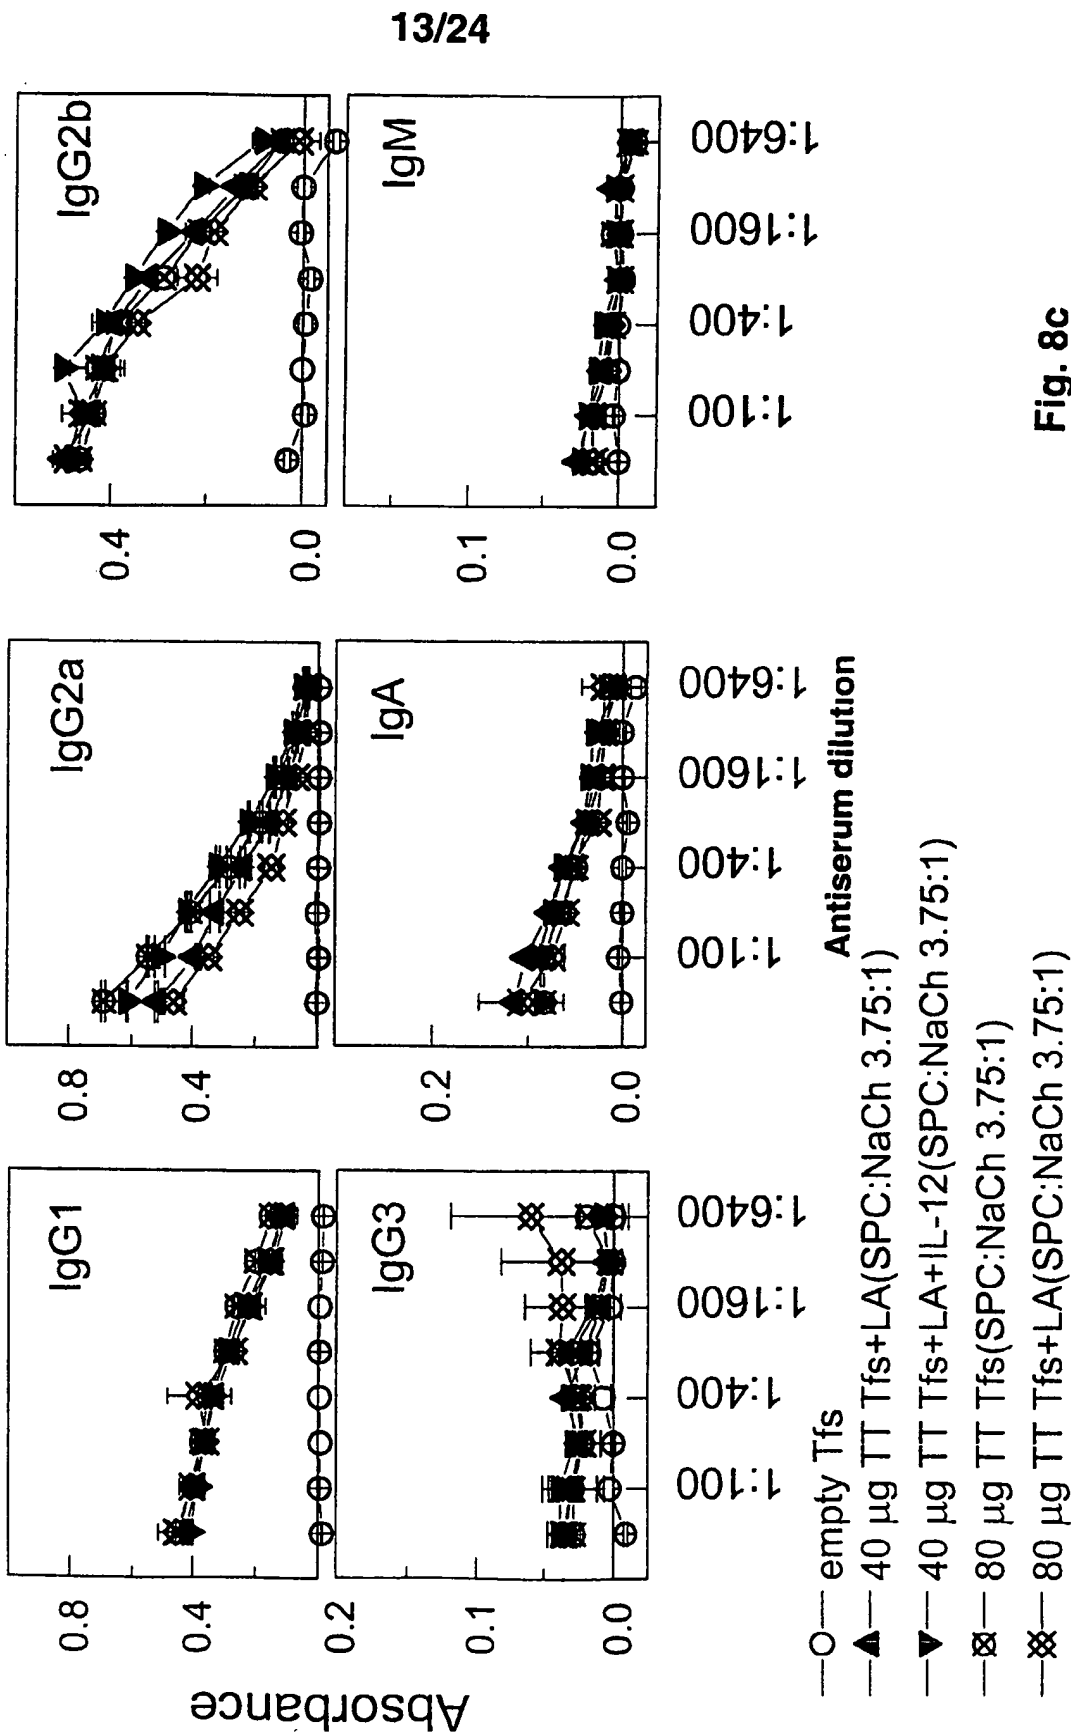 13/24
IgG1
IgG2a
IgG2b
0.8
0.4
0.8
0.4
0.4
0.0
IgG3
IgA
IgM
0.2
0.1
0.0
0.2
0.0
0.1
0.0
Absorbance
1:100
1:400
1:1600
1:6400
1:100
1:400
1:1600
1:6400
1:100
1:400
1:1600
1:6400
Antiserum dilution
empty Tfs
40 µg TT Tfs+LA(SPC:NaCh 3.75:1)
40 µg TT Tfs+LA+IL-12(SPC:NaCh 3.75:1)
80 µg TT Tfs(SPC:NaCh 3.75:1)
80 µg TT Tfs+LA(SPC:NaCh 3.75:1)
Fig. 8c